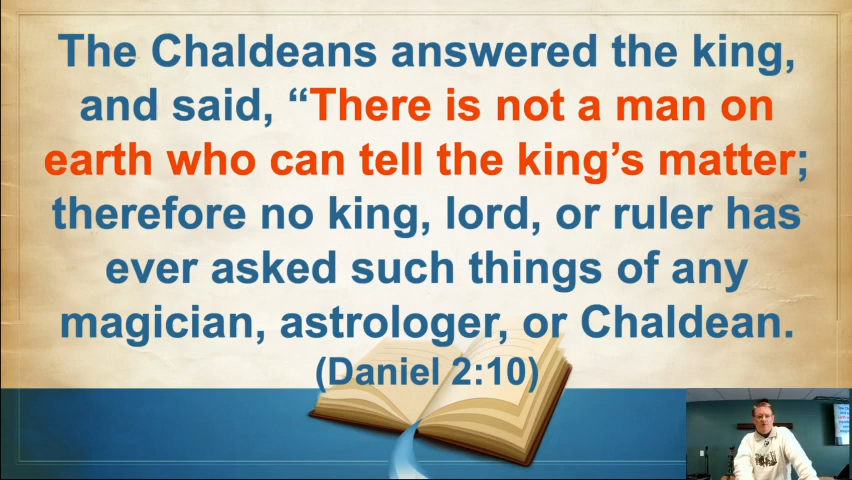 The Chaldeans answered the king,
and said, “There is not a man on
earth who can tell the king’s matter;
therefore no king, lord, or ruler has
ever asked such things of any
magician, astrologer, or Chaldean.
(Daniel 2:10)